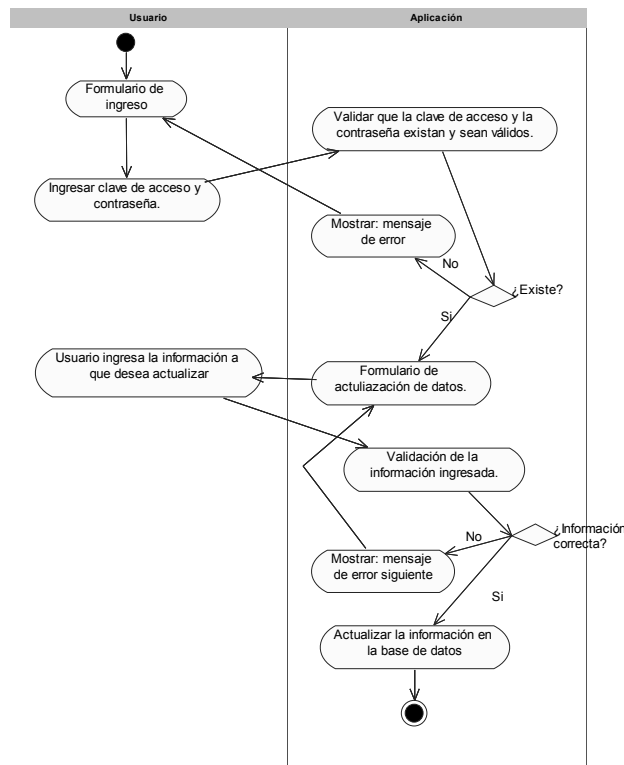 Usuario
Aplicación
Formulario de
ingreso
Validar que la clave de acceso y la
contraseña existan y sean válidos.
Ingresar clave de acceso y
contraseña.
Mostrar: mensaje
de error
No
¿Existe?
Si
Usuario ingresa la información a
que desea actualizar
Formulario de
actuliazación de datos.
Validación de la
información ingresada.
¿Información
correcta?
No
Mostrar: mensaje
de error siguiente
Si
Actualizar la información en
la base de datos